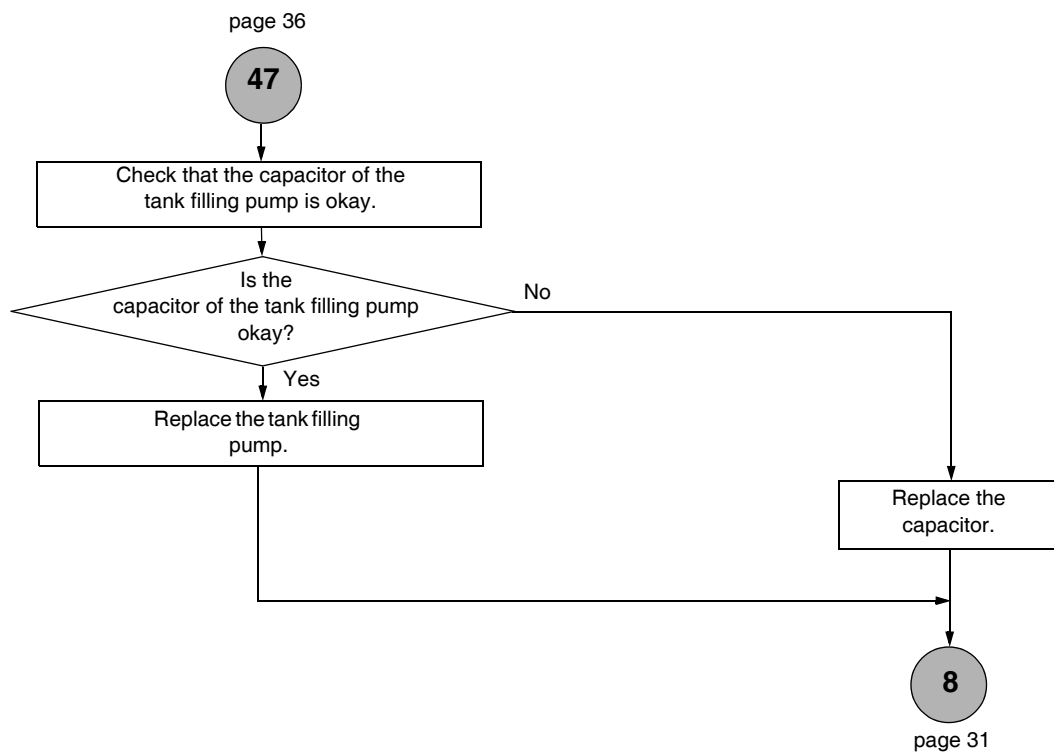 page 36
47
Check that the capacitor of the
tank filling pump is okay.
Is the
capacitor of the tank filling pump
okay?
No
Yes
Replace the tank filling
pump.
Replace the
capacitor.
8
page 31